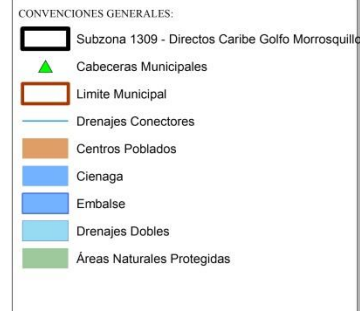 CONVENCIONES GENERALES:
Subzona 1309 - Directos Caribe Golfo Morrosquillo
Cabeceras Municipales
Limite Municipal
Drenajes Conectores
Centros Poblados
Cienaga
Embalse
Drenajes Dobles
Áreas Naturales Protegidas